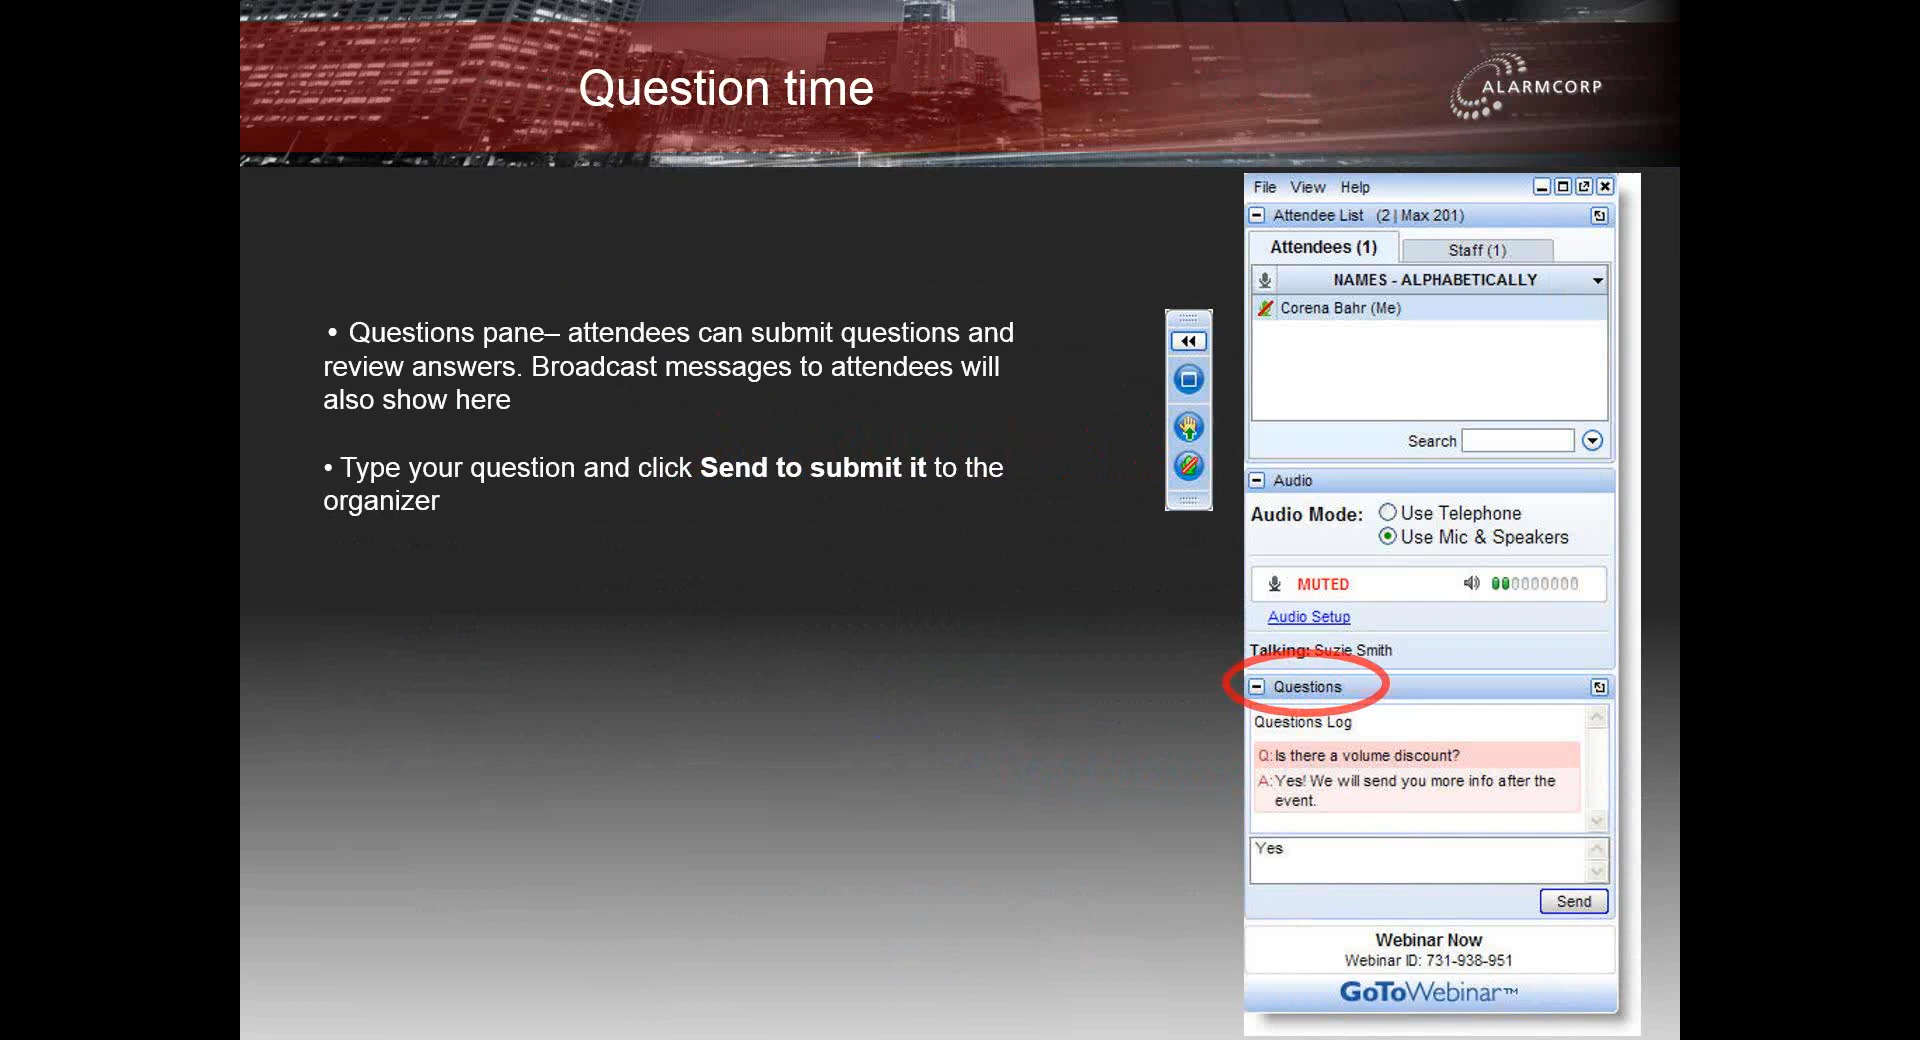 Question time
ALARMCORP
• Questions pane– attendees can submit questions and
review answers. Broadcast messages to attendees will
also show here
• Type your question and click Send to submit it to the
organizer
File View Help
Attendee List (2 | Max 201)
Attendees (1)
Staff (1)
NAMES - ALPHABETICALLY
Corena Bahr (Me)
Search
Audio
Audio Mode:
Use Telephone
Use Mic & Speakers
MUTED
Audio Setup
Talking: Suzie Smith
Questions
Questions Log
Q: Is there a volume discount?
A: Yes! We will send you more info after the
event.
Yes
Send
Webinar Now
Webinar ID: 731-938-951
GoToWebinar™